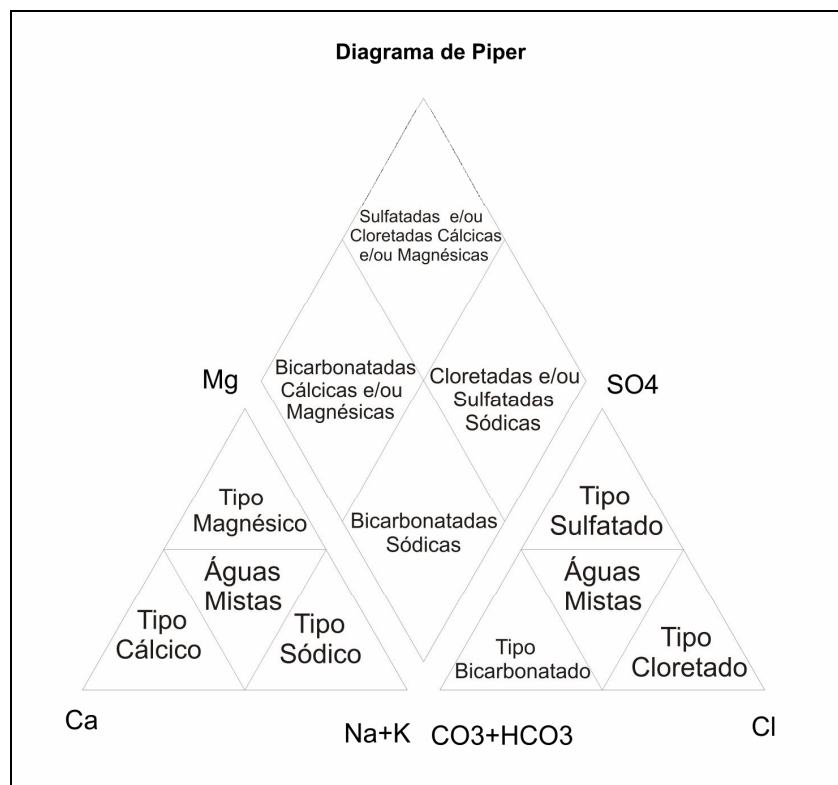 Diagrama de Piper
Sulfatadas e/ou
Cloretadas Cálcicas
e/ou Magnésicas
Mg
Bicarbonatadas
Cálcicas e/ou
Magnésicas
Cloretadas e/ou
Sulfatadas
Sódicas
SO4
Bicarbonatadas
Sódicas
Tipo
Magnésico
Águas
Mistas
Tipo
Cálcico
Tipo
Sódico
Tipo
Sulfatado
Águas
Mistas
Tipo
Bicarbonatado
Tipo
Cloretado
Ca
Na+K
CO3+HCO3
Cl